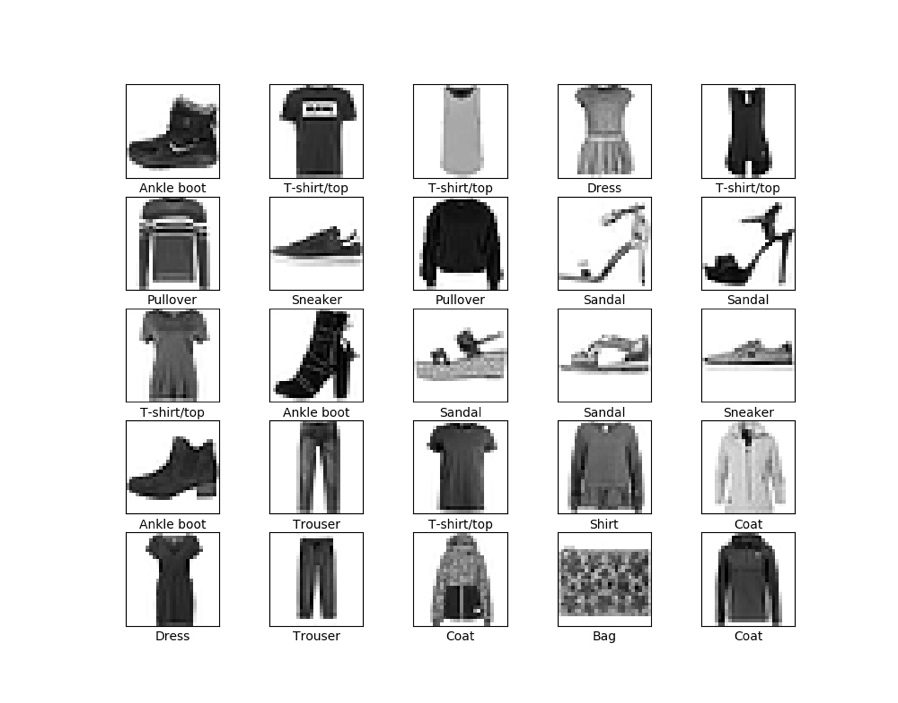 Ankle boot T-shirt/top T-shirt/top Dress T-shirt/top
Pullover Sneaker Pullover Sandal Sandal
T-shirt/top Ankle boot Sandal Sandal Sneaker
Ankle boot Trouser T-shirt/top Shirt Coat
Dress Trouser Coat Bag Coat